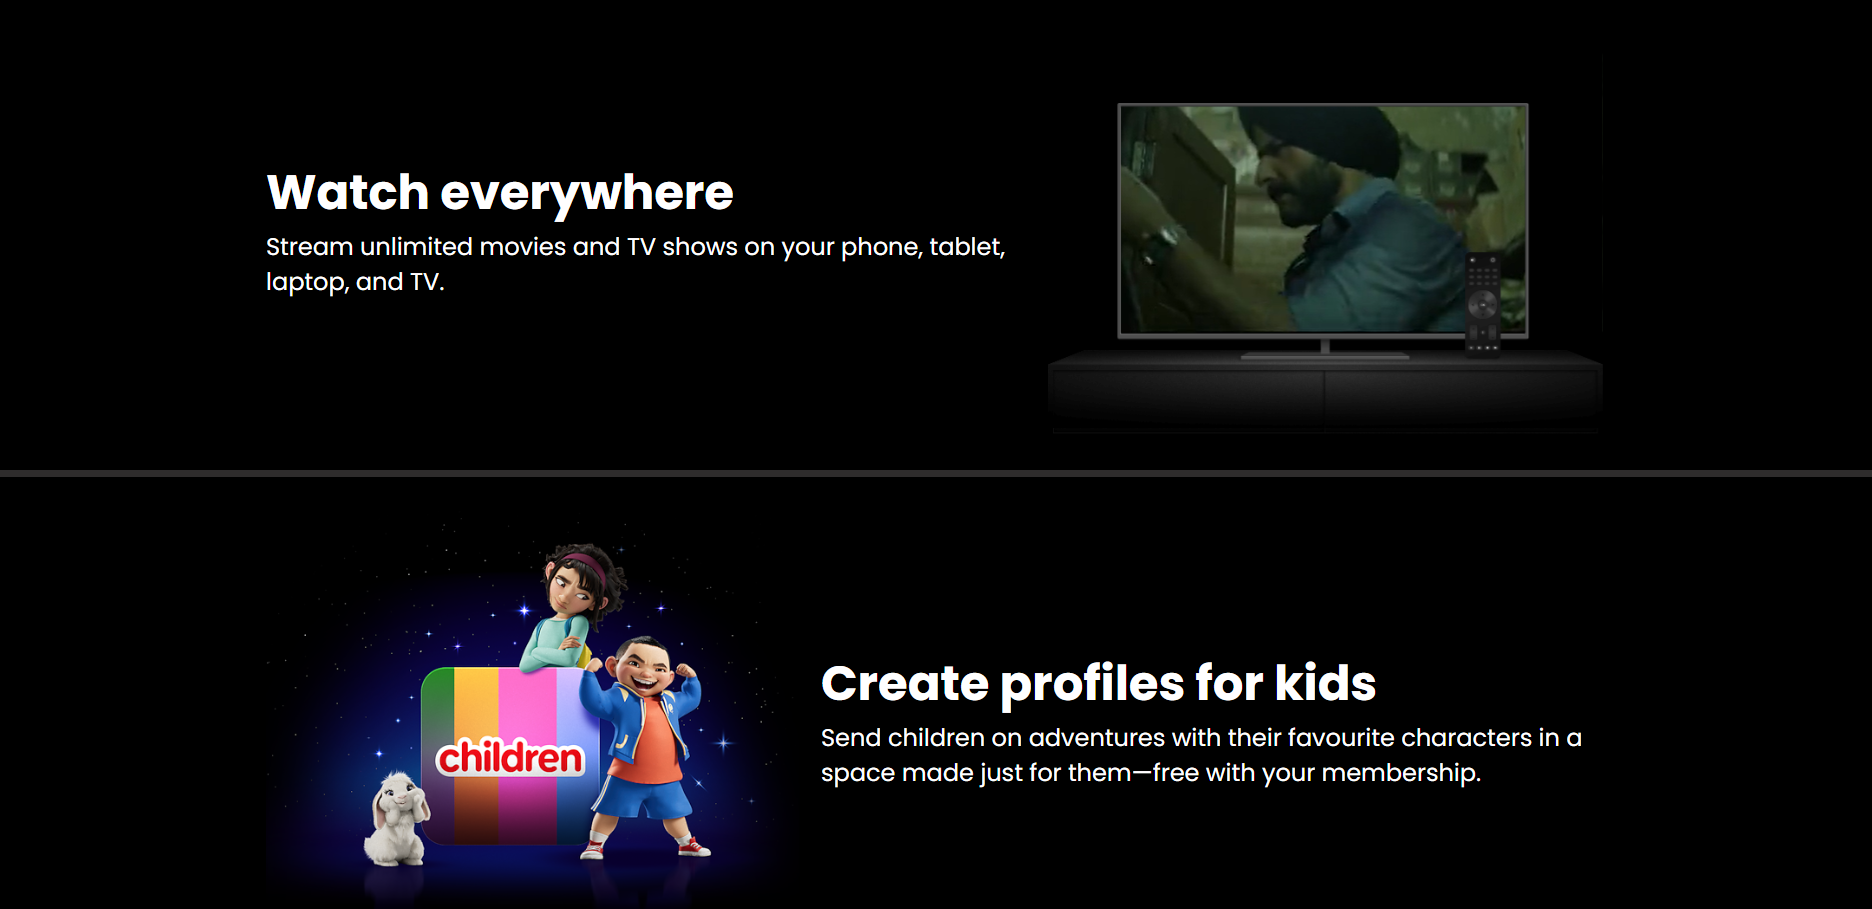 Watch everywhere
Stream unlimited movies and TV shows on your phone, tablet,
laptop, and TV.
children
Create profiles for kids
Send children on adventures with their favourite characters in a
space made just for them—free with your membership.